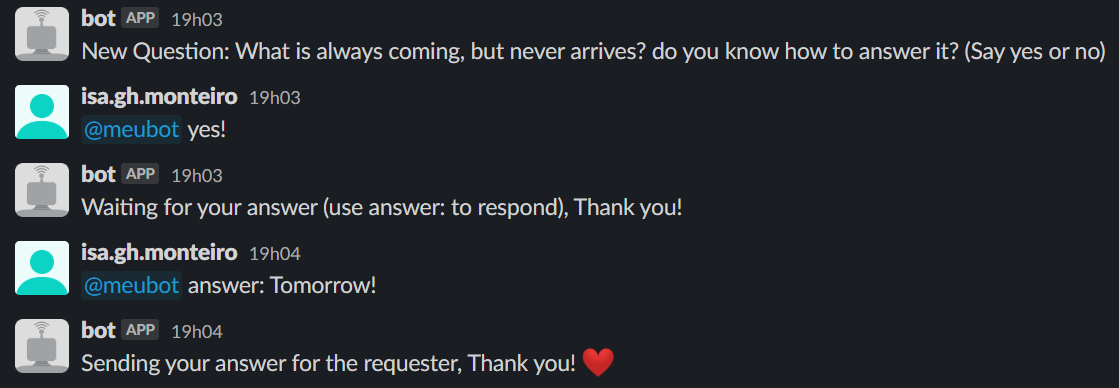 bot APP 19h03
New Question: What is always coming, but never arrives? do you know how to answer it? (Say yes or no)
isa.gh.monteiro 19h03
@meubot yes!
bot APP 19h03
Waiting for your answer (use answer: to respond), Thank you!
isa.gh.monteiro 19h04
@meubot answer: Tomorrow!
bot APP 19h04
Sending your answer for the requester, Thank you! ❤️